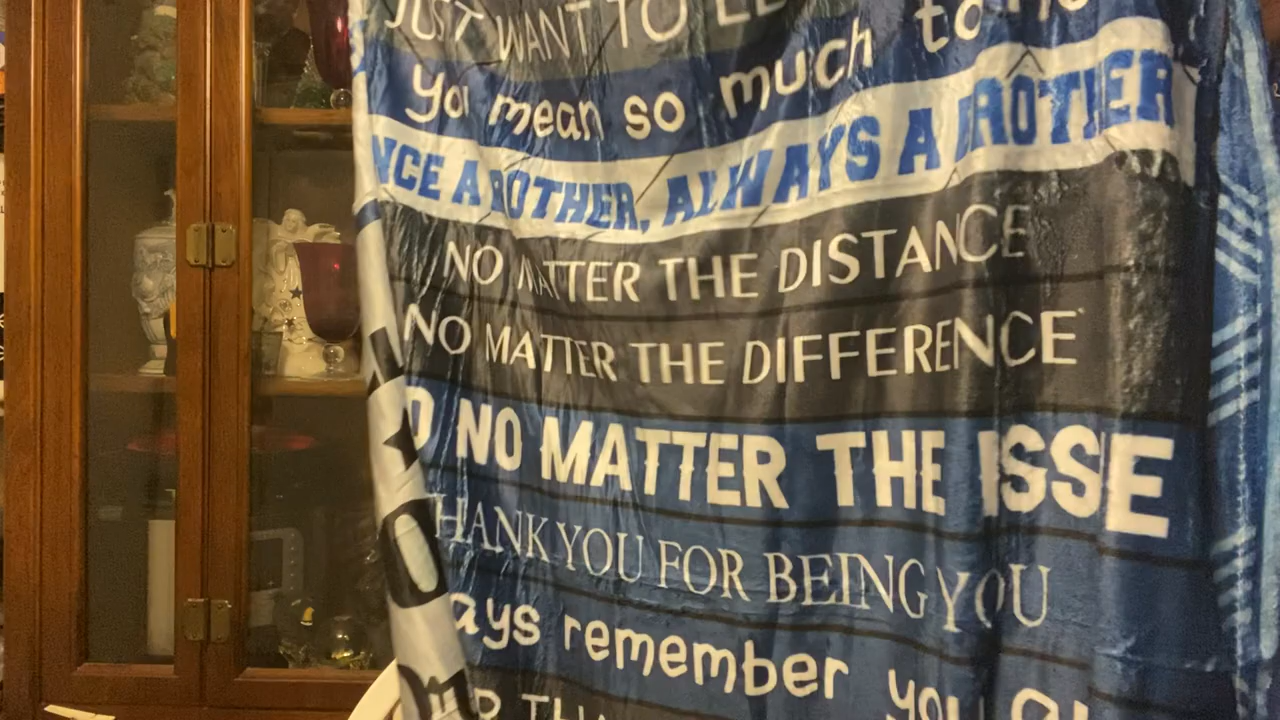 JUST WANT TO
you mean so much to
NCE A BROTHER, ALWAYS A BROTHER
NO MATTER THE DISTANCE
NO MATTER THE DIFFERENCE
NO MATTER THE ISSE
THANK YOU FOR BEING YOU
ays remember you